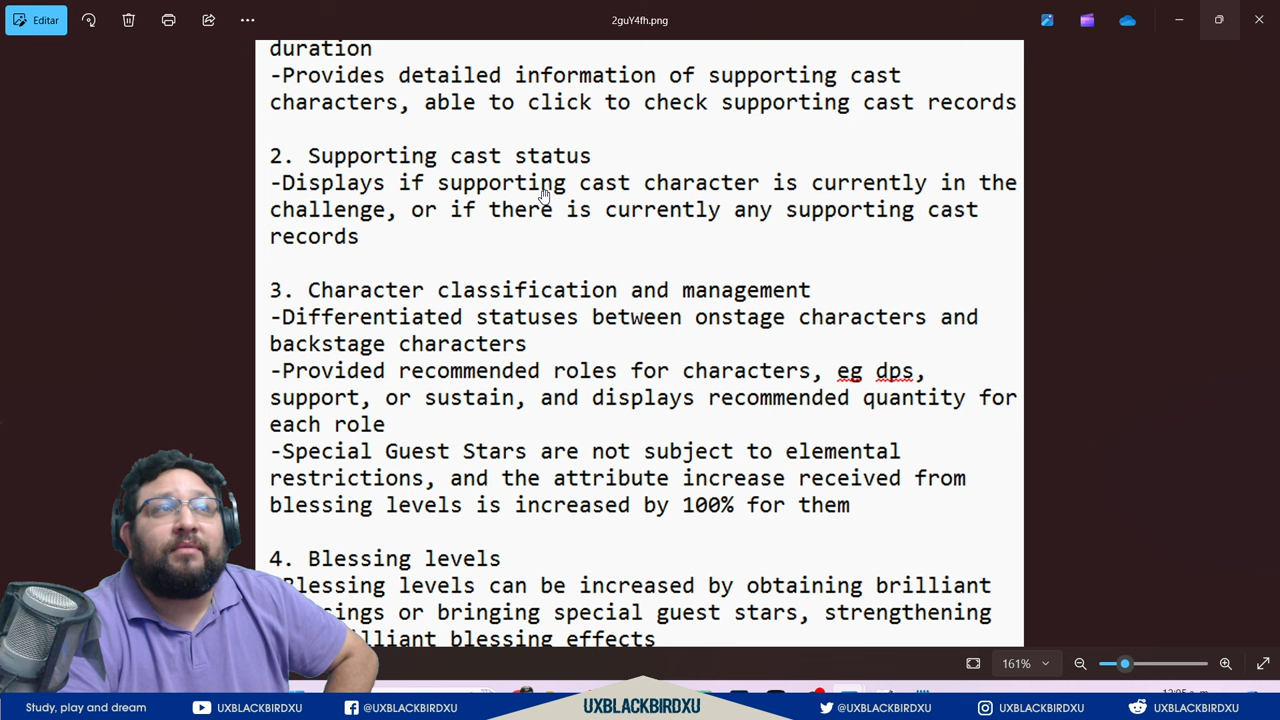 Editar
2guY4fh.png
duration
-Provides detailed information of supporting cast
characters, able to click to check supporting cast records
2. Supporting cast status
-Displays if supporting cast character is currently in the
challenge, or if there is currently any supporting cast
records
3. Character classification and management
-Differentiated statuses between onstage characters and
backstage characters
-Provided recommended roles for characters, eg dps,
support, or sustain, and displays recommended quantity for
each role
-Special Guest Stars are not subject to elemental
restrictions, and the attribute increase received from
blessing levels is increased by 100% for them
4. Blessing levels
Blessing levels can be increased by obtaining brilliant
or bringing special guest stars, strengthening
blessing effects
161%
Study, play and dream
UXBLACKBIRDXU
@UXBLACKBIRDXU
UXBLACKBIRDXU
@UXBLACKBIRDXU
UXBLACKBIRDXU
UXBLACKBIRDXU